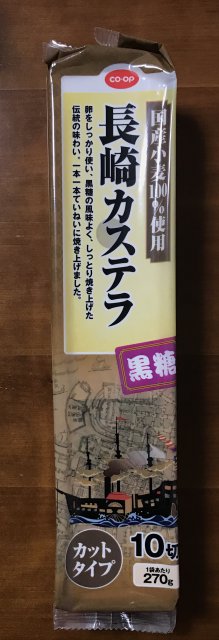 CO·OP
国産小麦100%使用
長崎カステラ
卵をしっかり使い、黒糖の風味よく、しっとり焼き上げた
伝統の味わい。一本一本ていねいに焼き上げました。
黒糖
カット
タイプ
10切
1袋あたり
270g